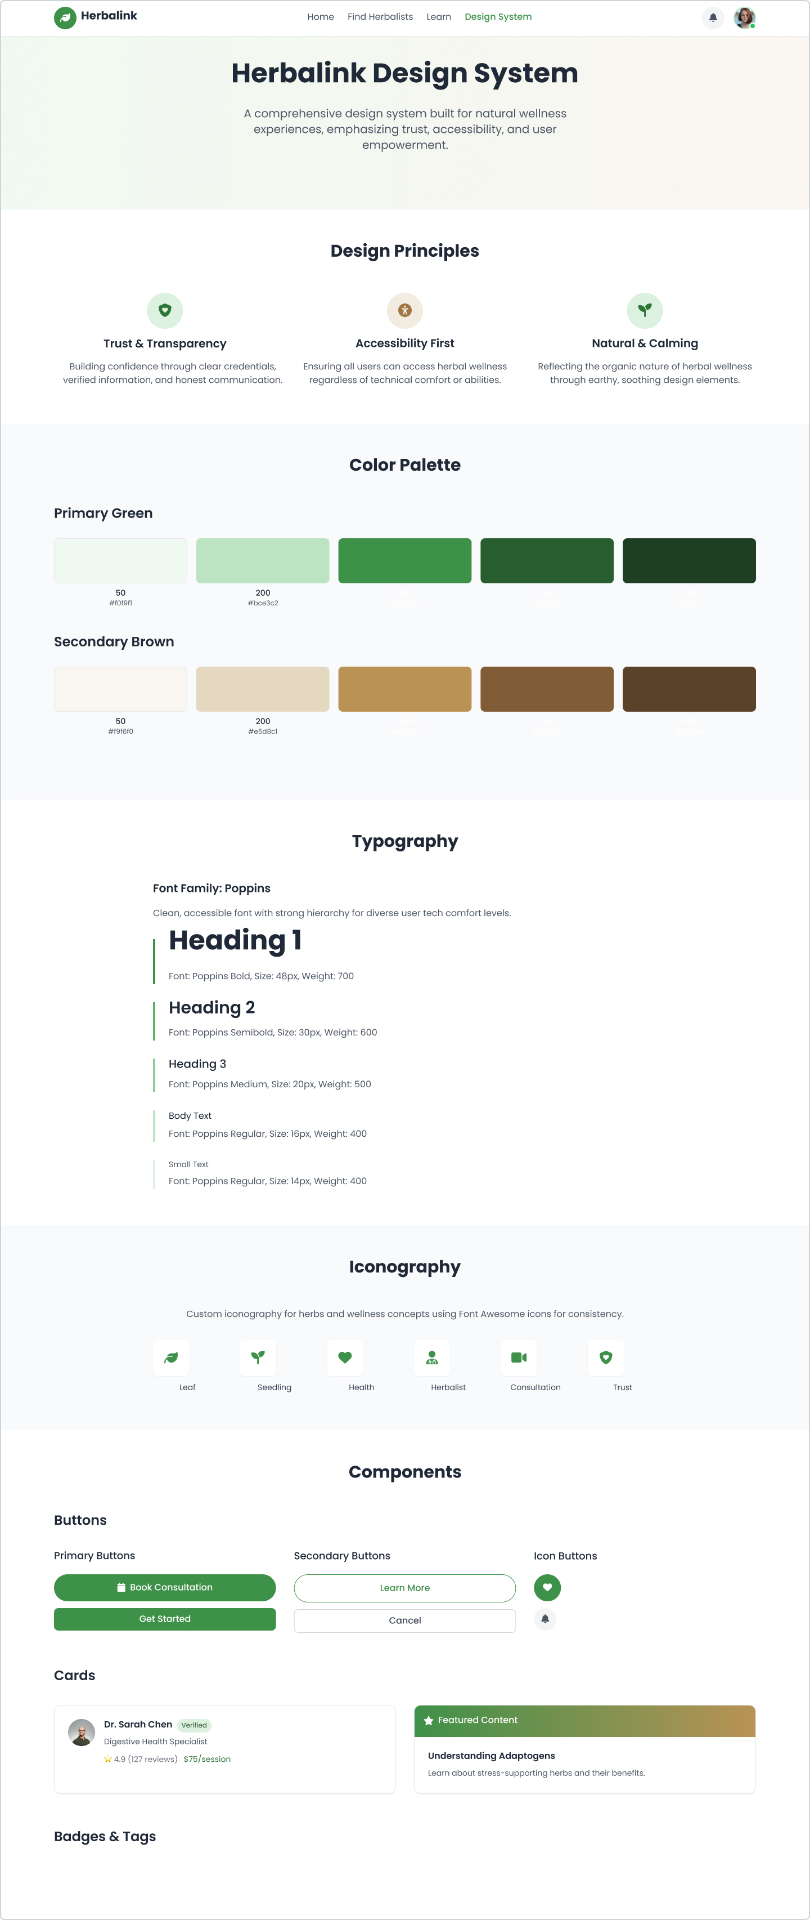 Herbalink
Home Find Herbalists Learn Design System
Herbalink Design System
A comprehensive design system built for natural wellness
experiences, emphasizing trust, accessibility, and user
empowerment.
Design Principles
Trust & Transparency
Building confidence through clear credentials,
verified information, and honest communication.
Accessibility First
Ensuring all users can access herbal wellness
regardless of technical comfort or abilities.
Natural & Calming
Reflecting the organic nature of herbal wellness
through earthy, soothing design elements.
Color Palette
Primary Green
50
#f0f9f1
200
#bce3c2
Secondary Brown
50
#f9f6f0
200
#e5d8c1
Typography
Font Family: Poppins
Clean, accessible font with strong hierarchy for diverse user tech comfort levels.
Heading 1
Font: Poppins Bold, Size: 48px, Weight: 700
Heading 2
Font: Poppins Semibold, Size: 30px, Weight: 600
Heading 3
Font: Poppins Medium, Size: 20px, Weight: 500
Body Text
Font: Poppins Regular, Size: 16px, Weight: 400
Small Text
Font: Poppins Regular, Size: 14px, Weight: 400
Iconography
Custom iconography for herbs and wellness concepts using Font Awesome icons for consistency.
Leaf Seedling Health Herbalist Consultation Trust
Components
Buttons
Primary Buttons
Book Consultation
Get Started
Secondary Buttons
Learn More
Cancel
Icon Buttons
Cards
Dr. Sarah Chen Verified
Digestive Health Specialist
4.9 (127 reviews) $75/session
Featured Content
Understanding Adaptogens
Learn about stress-supporting herbs and their benefits.
Badges & Tags